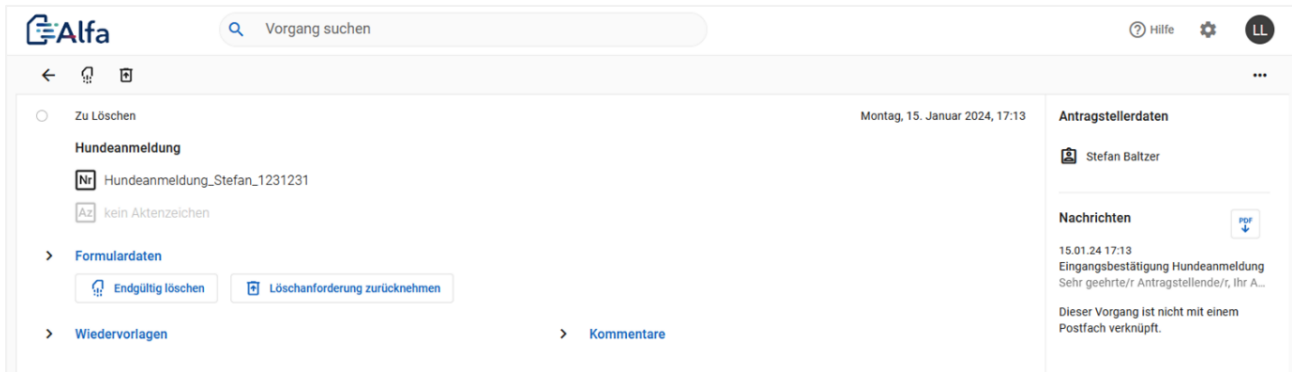 Alfa
Vorgang suchen
Hilfe
LL
Zu Löschen
Montag, 15. Januar 2024, 17:13
Hundeanmeldung
Nr Hundeanmeldung_Stefan_1231231
Az kein Aktenzeichen
Formulardaten
Endgültig löschen
Löschanforderung zurücknehmen
Wiedervorlagen
Kommentare
Antragstellerdaten
Stefan Baltzer
Nachrichten
PDF
15.01.24 17:13
Eingangsbestätigung Hundeanmeldung
Sehr geehrte/r Antragstellende/r, Ihr A...
Dieser Vorgang ist nicht mit einem
Postfach verknüpft.